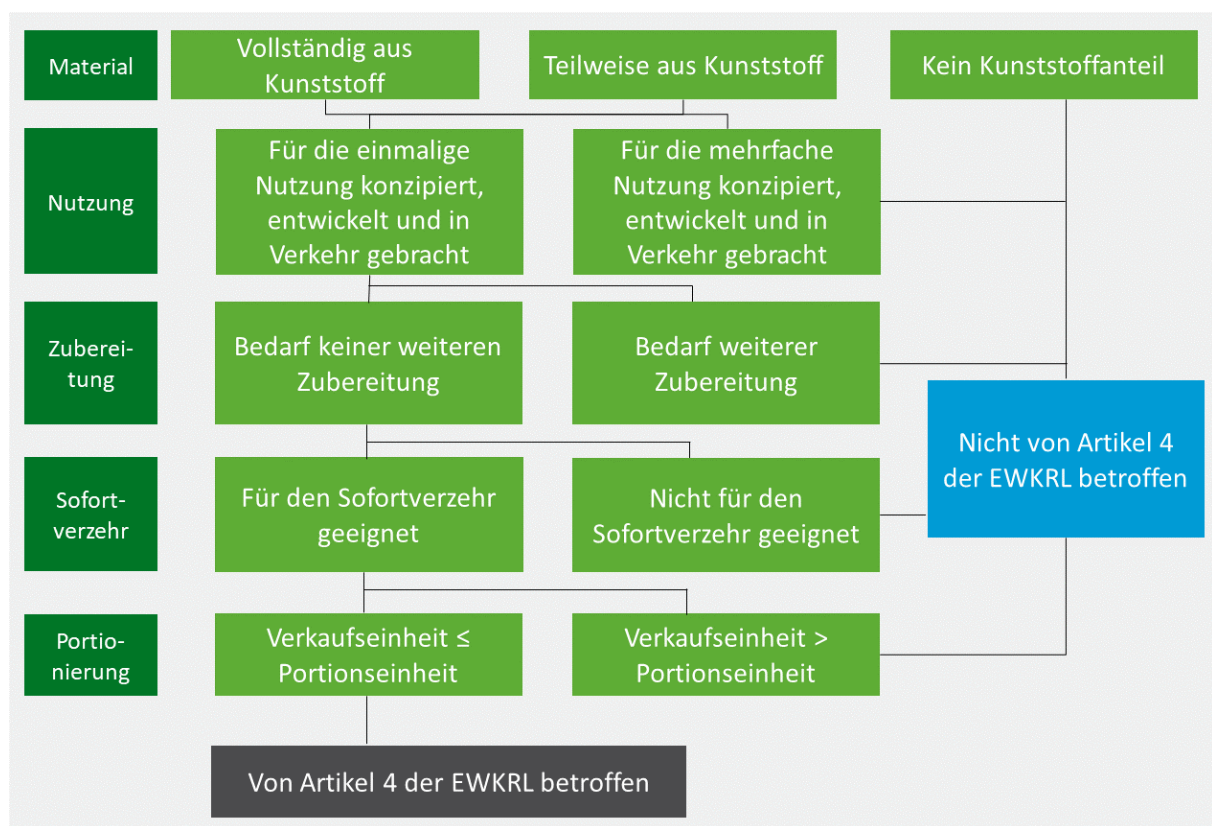 Material
Vollständig aus
Kunststoff
Teilweise aus Kunststoff
Kein Kunststoffanteil
Nutzung
Für die einmalige
Nutzung konzipiert,
entwickelt und in
Verkehr gebracht
Für die mehrfache
Nutzung konzipiert,
entwickelt und in
Verkehr gebracht
Zuberei-
tung
Bedarf keiner weiteren
Zubereitung
Bedarf weiterer
Zubereitung
Nicht von Artikel 4
der EWKRL betroffen
Sofort-
verzehr
Für den Sofortverzehr
geeignet
Nicht für den
Sofortverzehr geeignet
Portio-
nierung
Verkaufseinheit ≤
Portionseinheit
Verkaufseinheit >
Portionseinheit
Von Artikel 4 der EWKRL betroffen